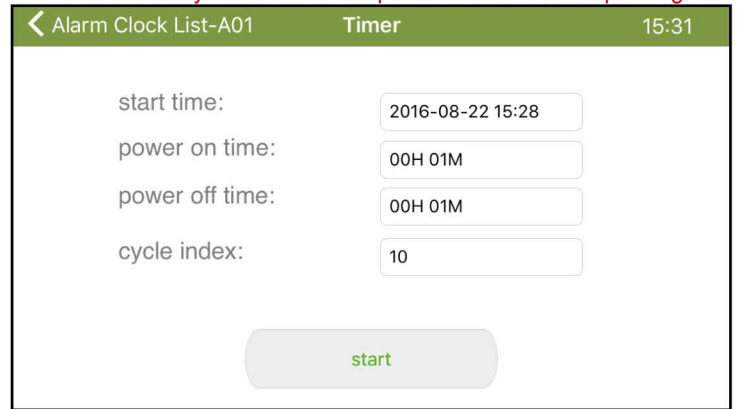 Alarm Clock List-A01 Timer 15:31
start time: 2016-08-22 15:28
power on time: 00H 01M
power off time: 00H 01M
cycle index: 10
start